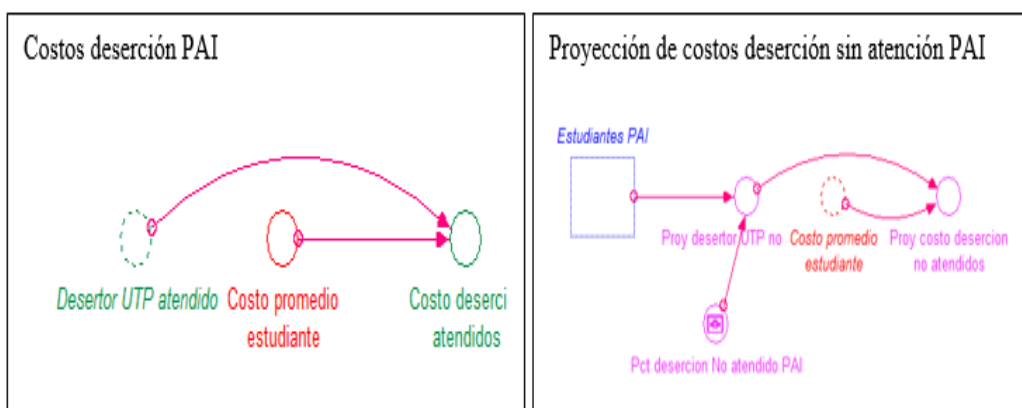 Costos deserción PAI
Desertor UTP atendido
Costo promedio
estudiante
Costo deserci
atendidos
Proyección de costos deserción sin atención PAI
Estudiantes PAI
Proy desertor UTP no
Costo promedio
estudiante
Proy costo desercion
no atendidos
Pct desercion No atendido PAI